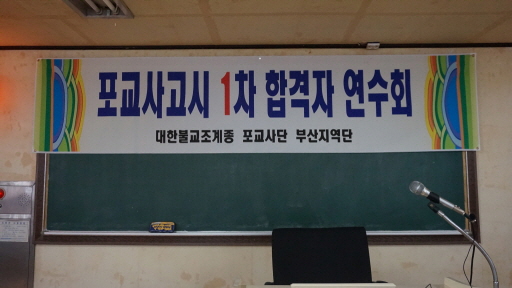 포교사고시 1차 합격자 연수회
대한불교조계종 포교사단 부산지역단